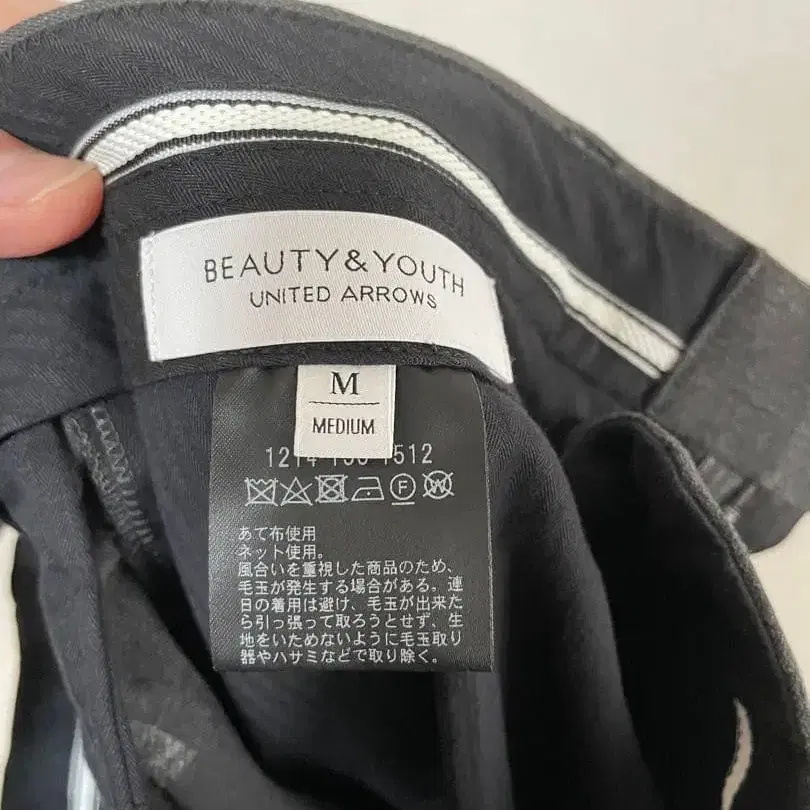 BEAUTY&YOUTH
UNITED ARROWS
M
MEDIUM
1512
F W
あて布使用
ネット使用。
風合いを重視した商品のため、
毛玉が発生する場合がある。連
日の着用は避け、毛玉が出来た
ら引っ張って取ろうとせず、生
地をいためないように毛玉取り
器やハサミなどで取り除く。